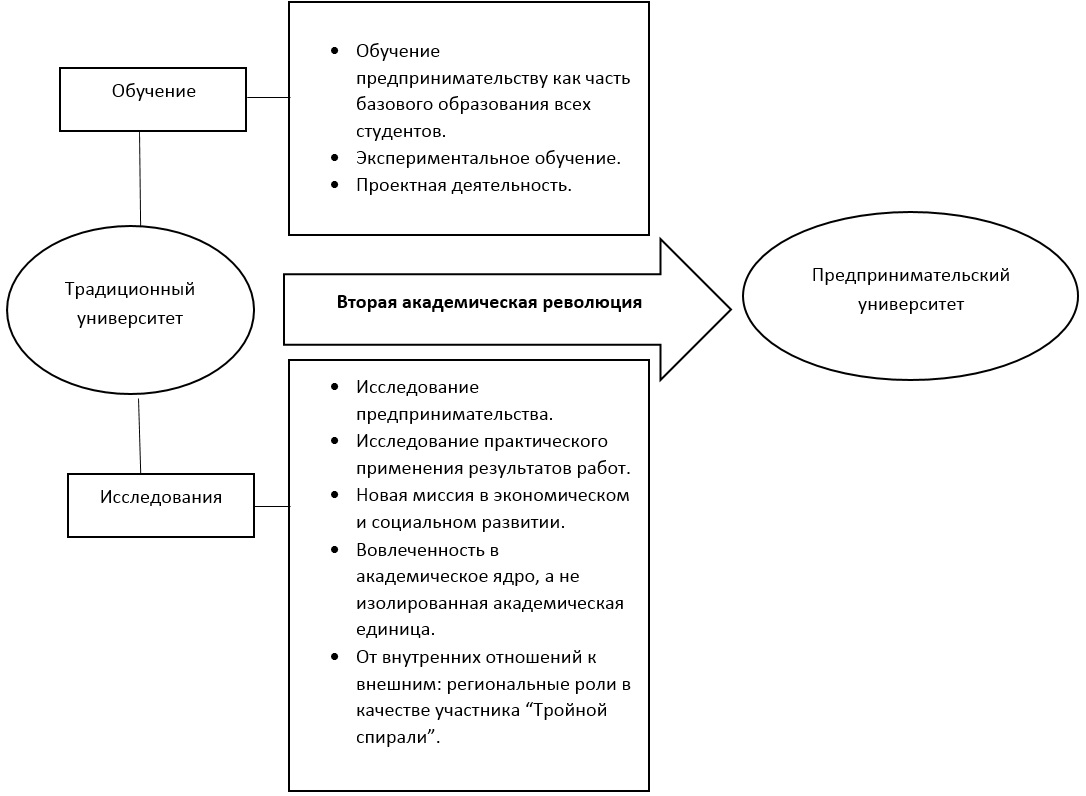 Обучение
• Обучение
предпринимательству как часть
базового образования всех
студентов.
• Экспериментальное обучение.
• Проектная деятельность.
Традиционный
университет
Вторая академическая революция
Предпринимательский
университет
Исследования
• Исследование
предпринимательства.
• Исследование практического
применения результатов работ.
• Новая миссия в экономическом
и социальном развитии.
• Вовлеченность в
академическое ядро, а не
изолированная академическая
единица.
• От внутренних отношений к
внешним: региональные роли в
качестве участника “Тройной
спирали”.